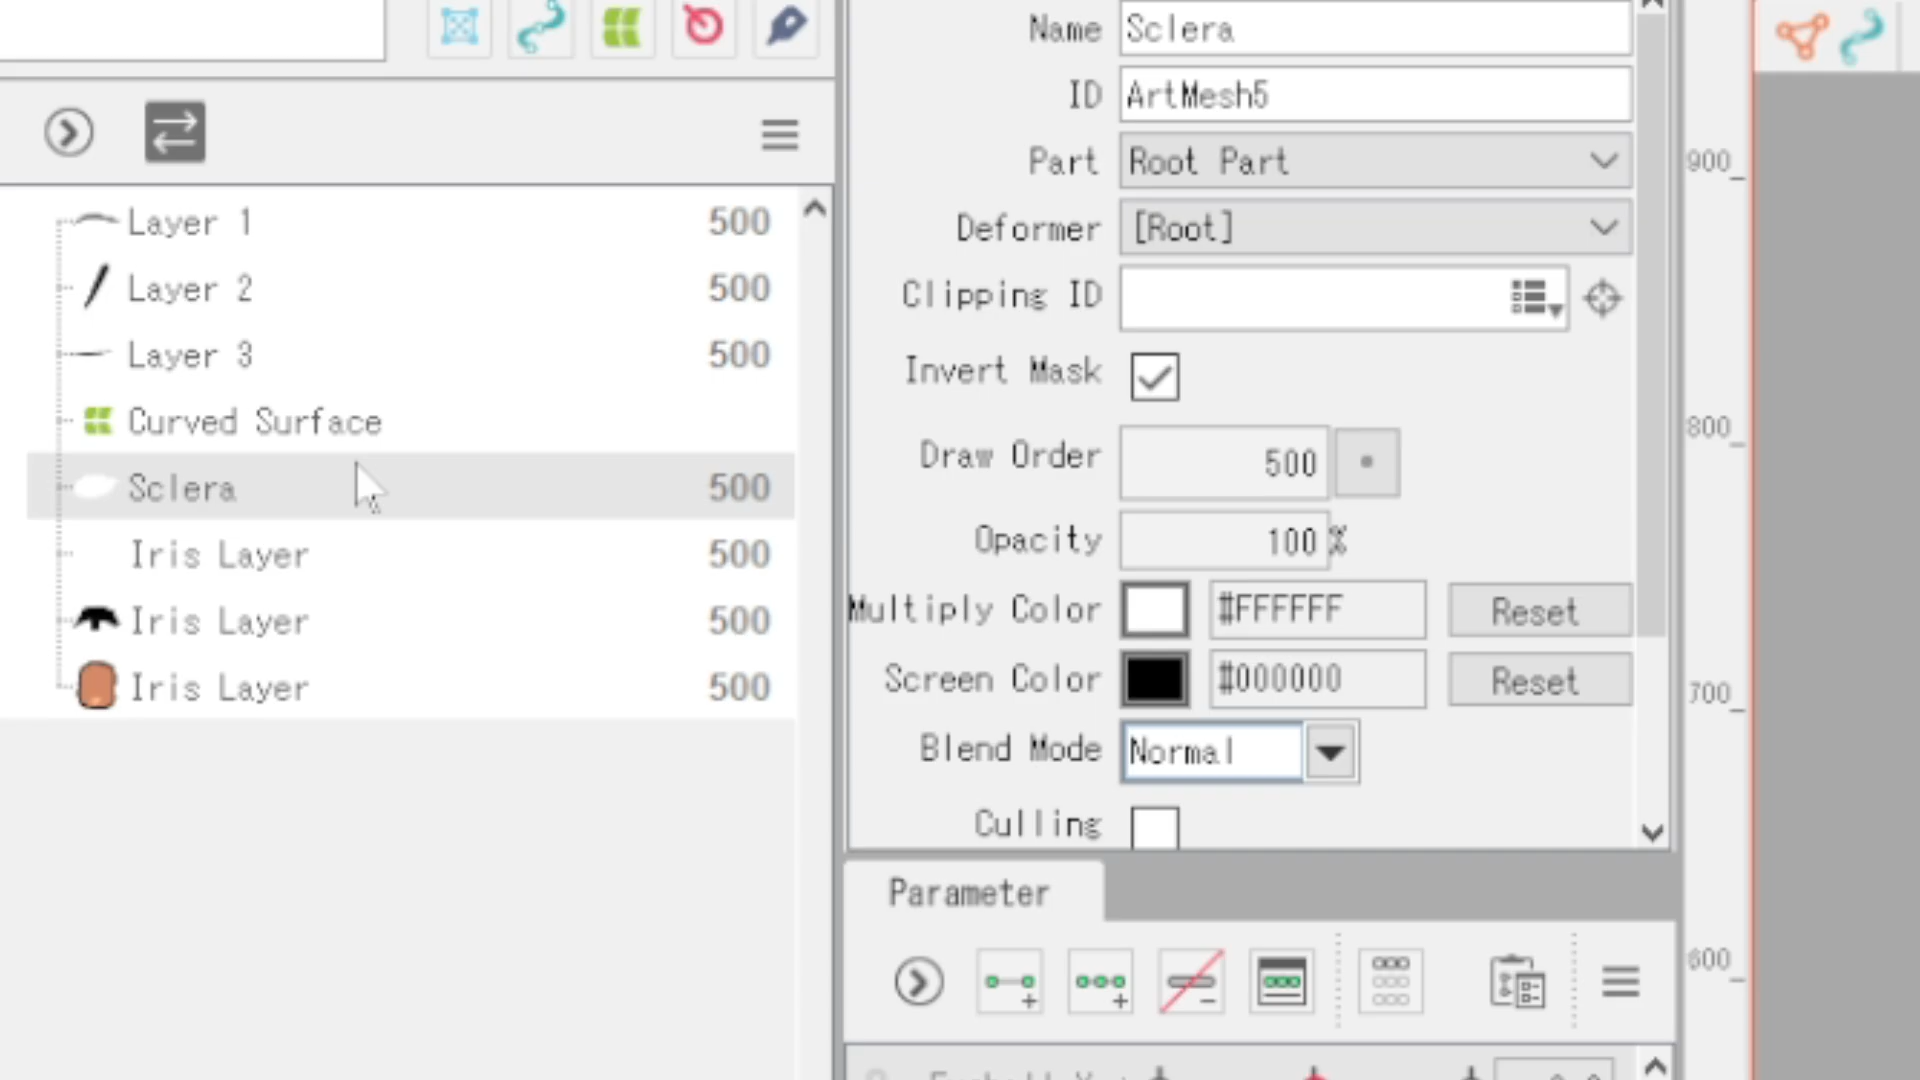 Name Sclera
ID ArtMesh5
Part Root Part
Deformer [Root]
Clipping ID
Invert Mask
Draw Order 500
Opacity 100 %
Multiply Color #FFFFFF Reset
Screen Color #000000 Reset
Blend Mode Normal
Culling
Layer 1 500
Layer 2 500
Layer 3 500
Curved Surface
Sclera 500
Iris Layer 500
Iris Layer 500
Iris Layer 500
Parameter
900
800
700
600